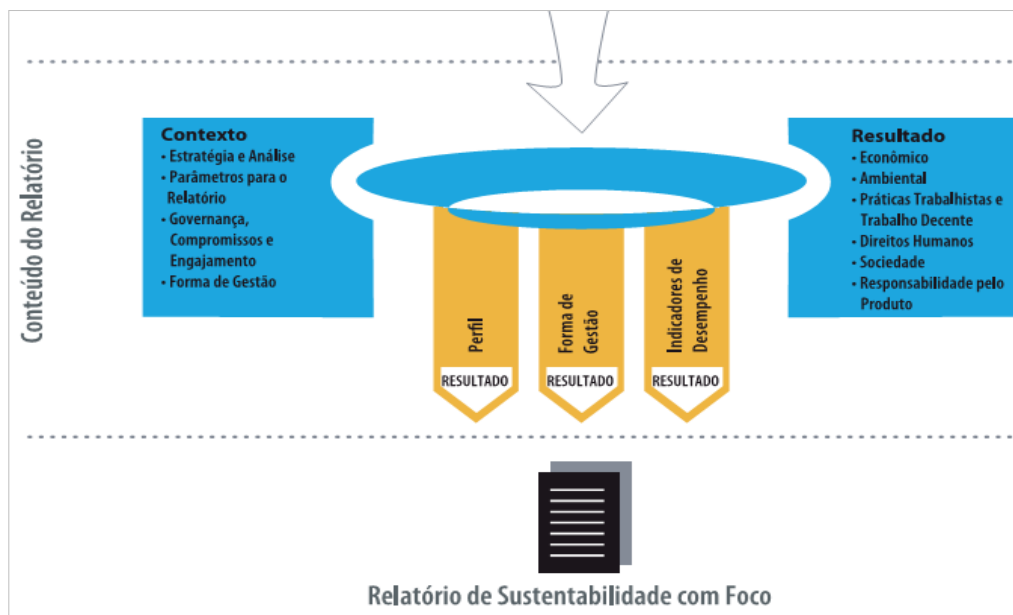 Conteúdo do Relatório
Contexto
• Estratégia e Análise
• Parâmetros para o
Relatório
• Governança,
Compromissos e
Engajamento
• Forma de Gestão
Perfil
RESULTADO
Forma de
Gestão
RESULTADO
Indicadores de
Desempenho
RESULTADO
Resultado
• Econômico
• Ambiental
• Práticas Trabalhistas e
Trabalho Decente
• Direitos Humanos
• Sociedade
• Responsabilidade pelo
Produto
Relatório de Sustentabilidade com Foco